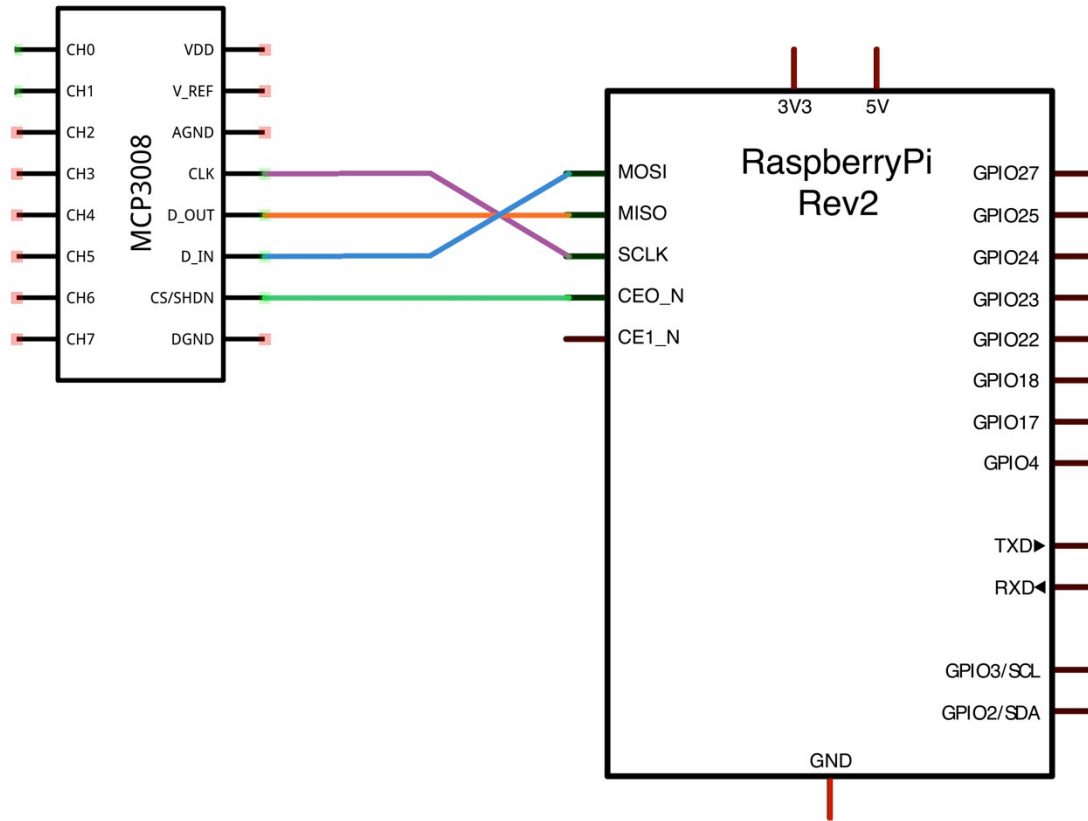 CH0
CH1
CH2
CH3
CH4
CH5
CH6
CH7
MCP3008
VDD
V_REF
AGND
CLK
D_OUT
D_IN
CS/SHDN
DGND
3V3
5V
RaspberryPi
Rev2
MOSI
MISO
SCLK
CEO_N
CE1_N
GPIO27
GPIO25
GPIO24
GPIO23
GPIO22
GPIO18
GPIO17
GPIO4
TXD
RXD
GPIO3/SCL
GPIO2/SDA
GND